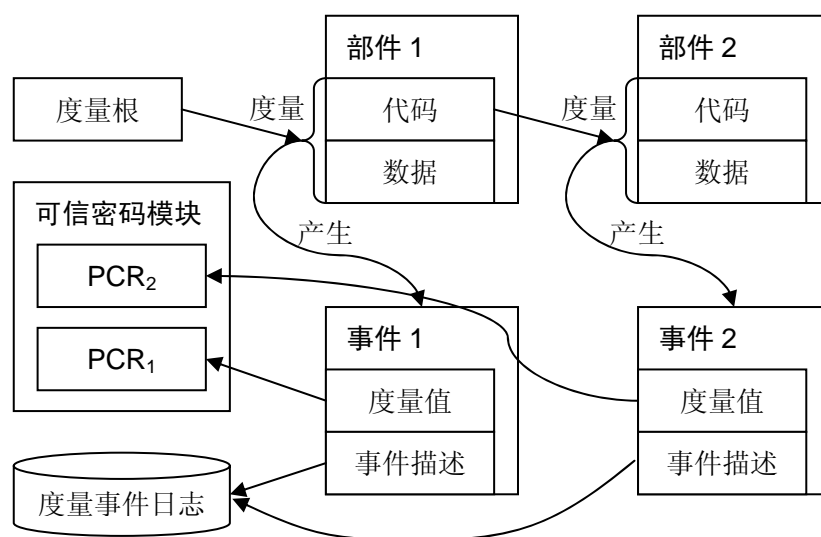 部件 1
部件 2
度量根
度量
代码
度量
代码
数据
数据
可信密码模块
产生
产生
PCR₂
事件 1
事件 2
PCR₁
度量值
度量值
事件描述
事件描述
度量事件日志